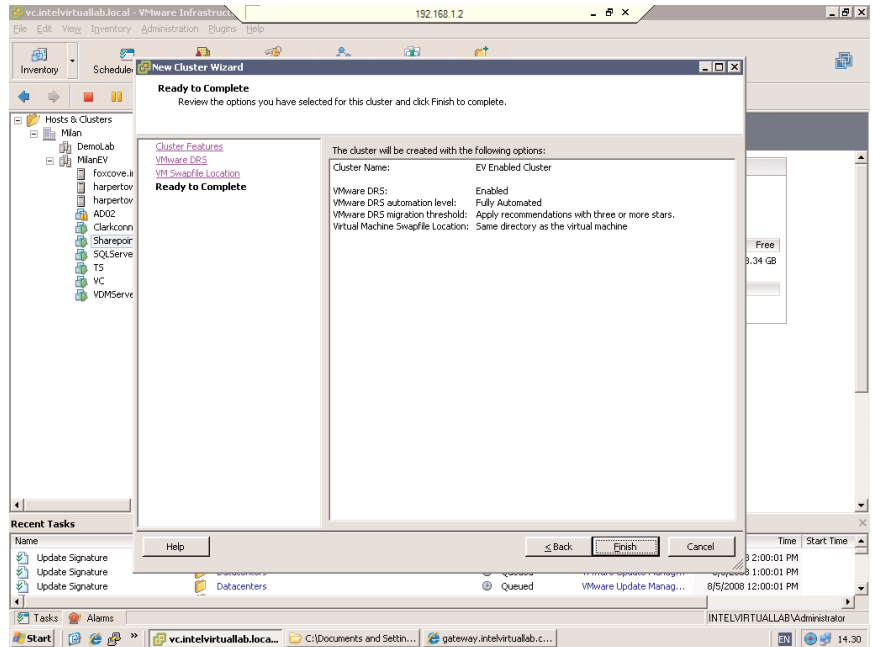 vc.intelvirtuallab.local - VMware Infrastruct
192.168.1.2
File Edit View Inventory Administration Plugins Help
Inventory
Schedule
New Cluster Wizard
Ready to Complete
Review the options you have selected for this cluster and click Finish to complete.
Hosts & Clusters
Milan
DemoLab
MilanEV
foxcove.i
harpertov
harpertov
AD02
Clarkconn
Sharepoir
SQLServe
TS
VC
VDMServe
Cluster Features
VMware DRS
VM Swapfile Location
Ready to Complete
The cluster will be created with the following options:
Cluster Name: EV Enabled Cluster
VMware DRS: Enabled
VMware DRS automation level: Fully Automated
VMware DRS migration threshold: Apply recommendations with three or more stars.
Virtual Machine Swapfile Location: Same directory as the virtual machine
Free
3.34 GB
Help
< Back
Finish
Cancel
Recent Tasks
Name
Time
Start Time
Update Signature
3 2:00:01 PM
Update Signature
1:00:01 PM
Update Signature Datacenters Queued VMware Update Manag... 8/5/2008 12:00:01 PM
Tasks
Alarms
INTELVIRTUALLAB\Administrator
Start
vc.intelvirtuallab.loca...
C:\Documents and Settin...
gateway.intelvirtuallab.c...
EN
14.30